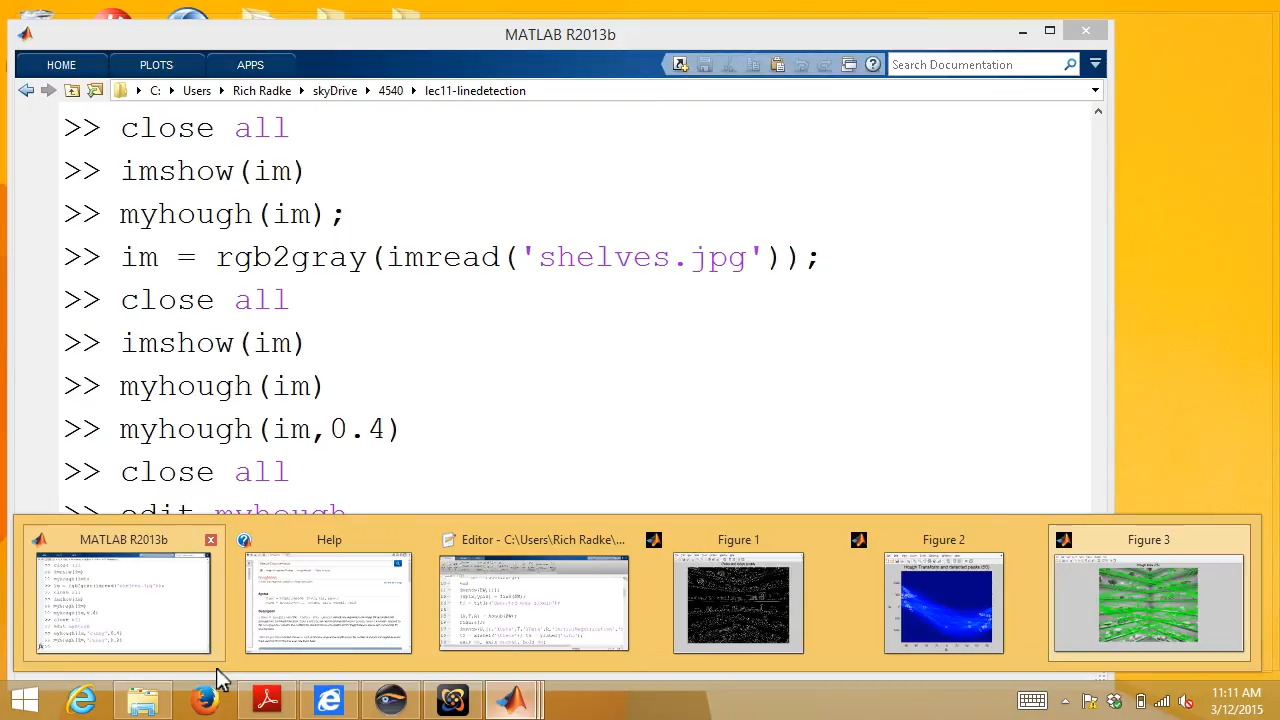 MATLAB R2013b
HOME PLOTS APPS
Search Documentation
C: Users Rich Radke skyDrive 4540 lec11-linedetection
>> close all
>> imshow(im)
>> myhough(im);
>> im = rgb2gray(imread('shelves.jpg'));
>> close all
>> imshow(im)
>> myhough(im)
>> myhough(im,0.4)
>> close all
>> edit myhough
MATLAB R2013b Help Editor - C:\Users\Rich Radke\... Figure 1 Figure 2 Figure 3
11:11 AM
3/12/2015